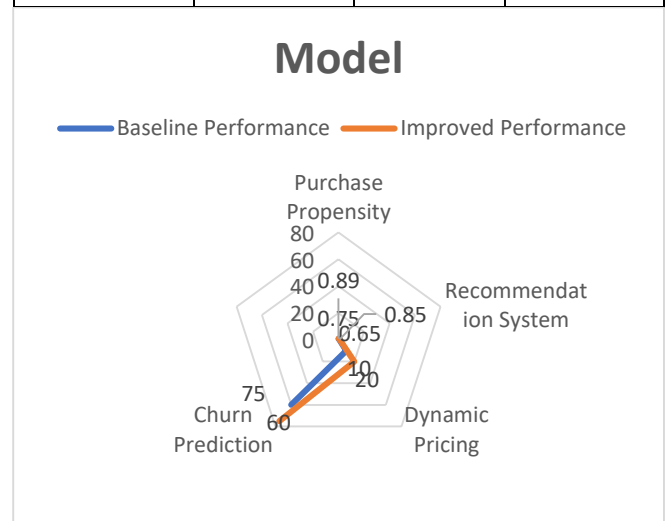 Model
Baseline Performance Improved Performance
Purchase
Propensity
80
60
40
20
0
0.89
0.75
0.85
0.65
Recommendat
ion System
10
20
Dynamic
Pricing
75
60
Churn
Prediction